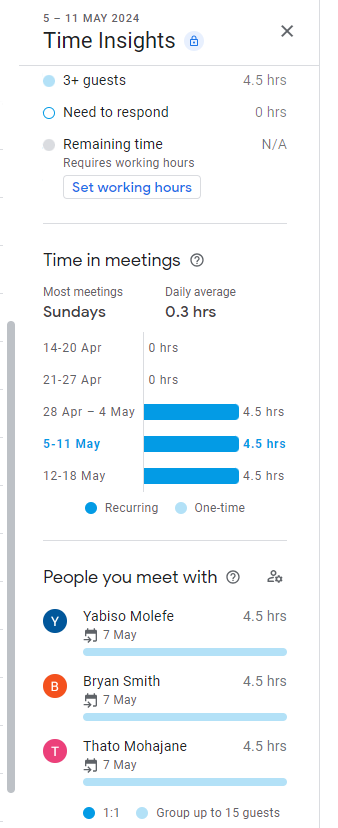 5 – 11 MAY 2024
Time Insights
3+ guests 4.5 hrs
Need to respond 0 hrs
Remaining time N/A
Requires working hours
Set working hours
Time in meetings
Most meetings Daily average
Sundays 0.3 hrs
14-20 Apr 0 hrs
21-27 Apr 0 hrs
28 Apr – 4 May 4.5 hrs
5-11 May 4.5 hrs
12-18 May 4.5 hrs
Recurring One-time
People you meet with
Y Yabiso Molefe 4.5 hrs
7 May
B Bryan Smith 4.5 hrs
7 May
T Thato Mohajane 4.5 hrs
7 May
1:1 Group up to 15 guests